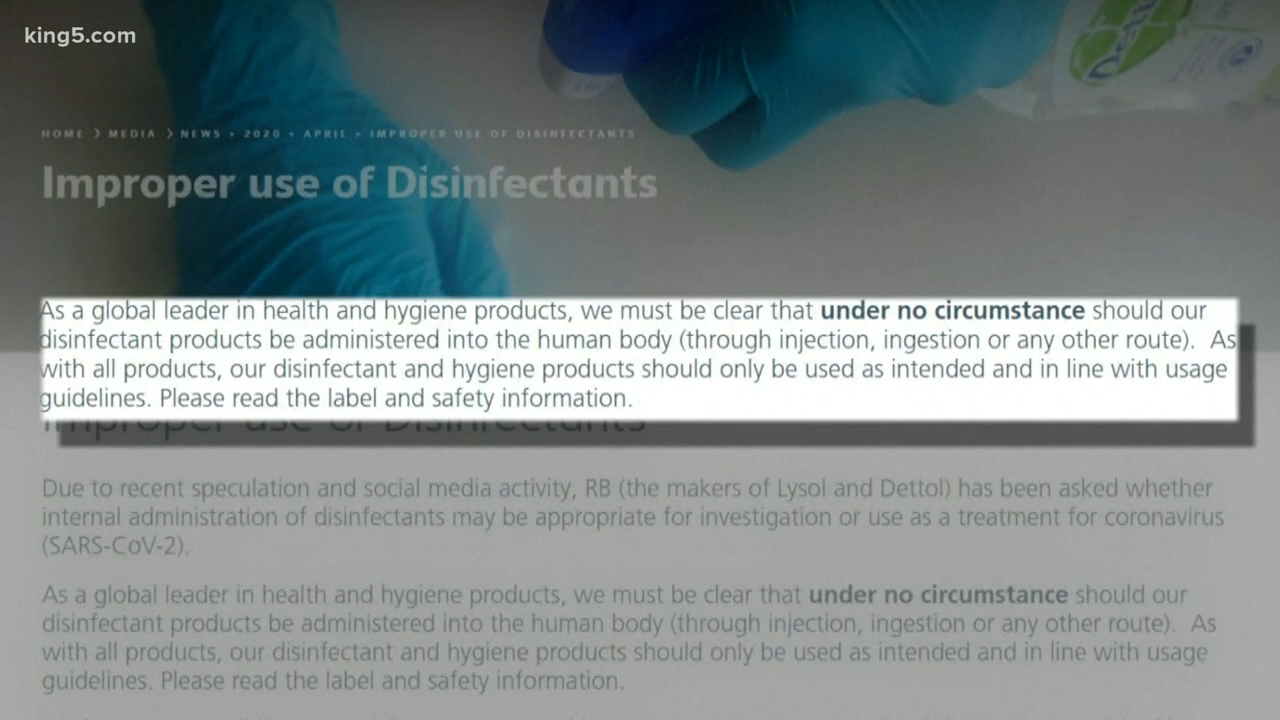 king5.com
Dettol
HOME > MEDIA > NEWS > 2020 > APRIL > IMPROPER USE OF DISINFECTANTS
Improper use of Disinfectants
As a global leader in health and hygiene products, we must be clear that under no circumstance should our
disinfectant products be administered into the human body (through injection, ingestion or any other route).  As
with all products, our disinfectant and hygiene products should only be used as intended and in line with usage
guidelines. Please read the label and safety information.
Improper use of Disinfectants
Due to recent speculation and social media activity, RB (the makers of Lysol and Dettol) has been asked whether
internal administration of disinfectants may be appropriate for investigation or use as a treatment for coronavirus
(SARS-CoV-2).
As a global leader in health and hygiene products, we must be clear that under no circumstance should our
disinfectant products be administered into the human body (through injection, ingestion or any other route).  As
with all products, our disinfectant and hygiene products should only be used as intended and in line with usage
guidelines. Please read the label and safety information.